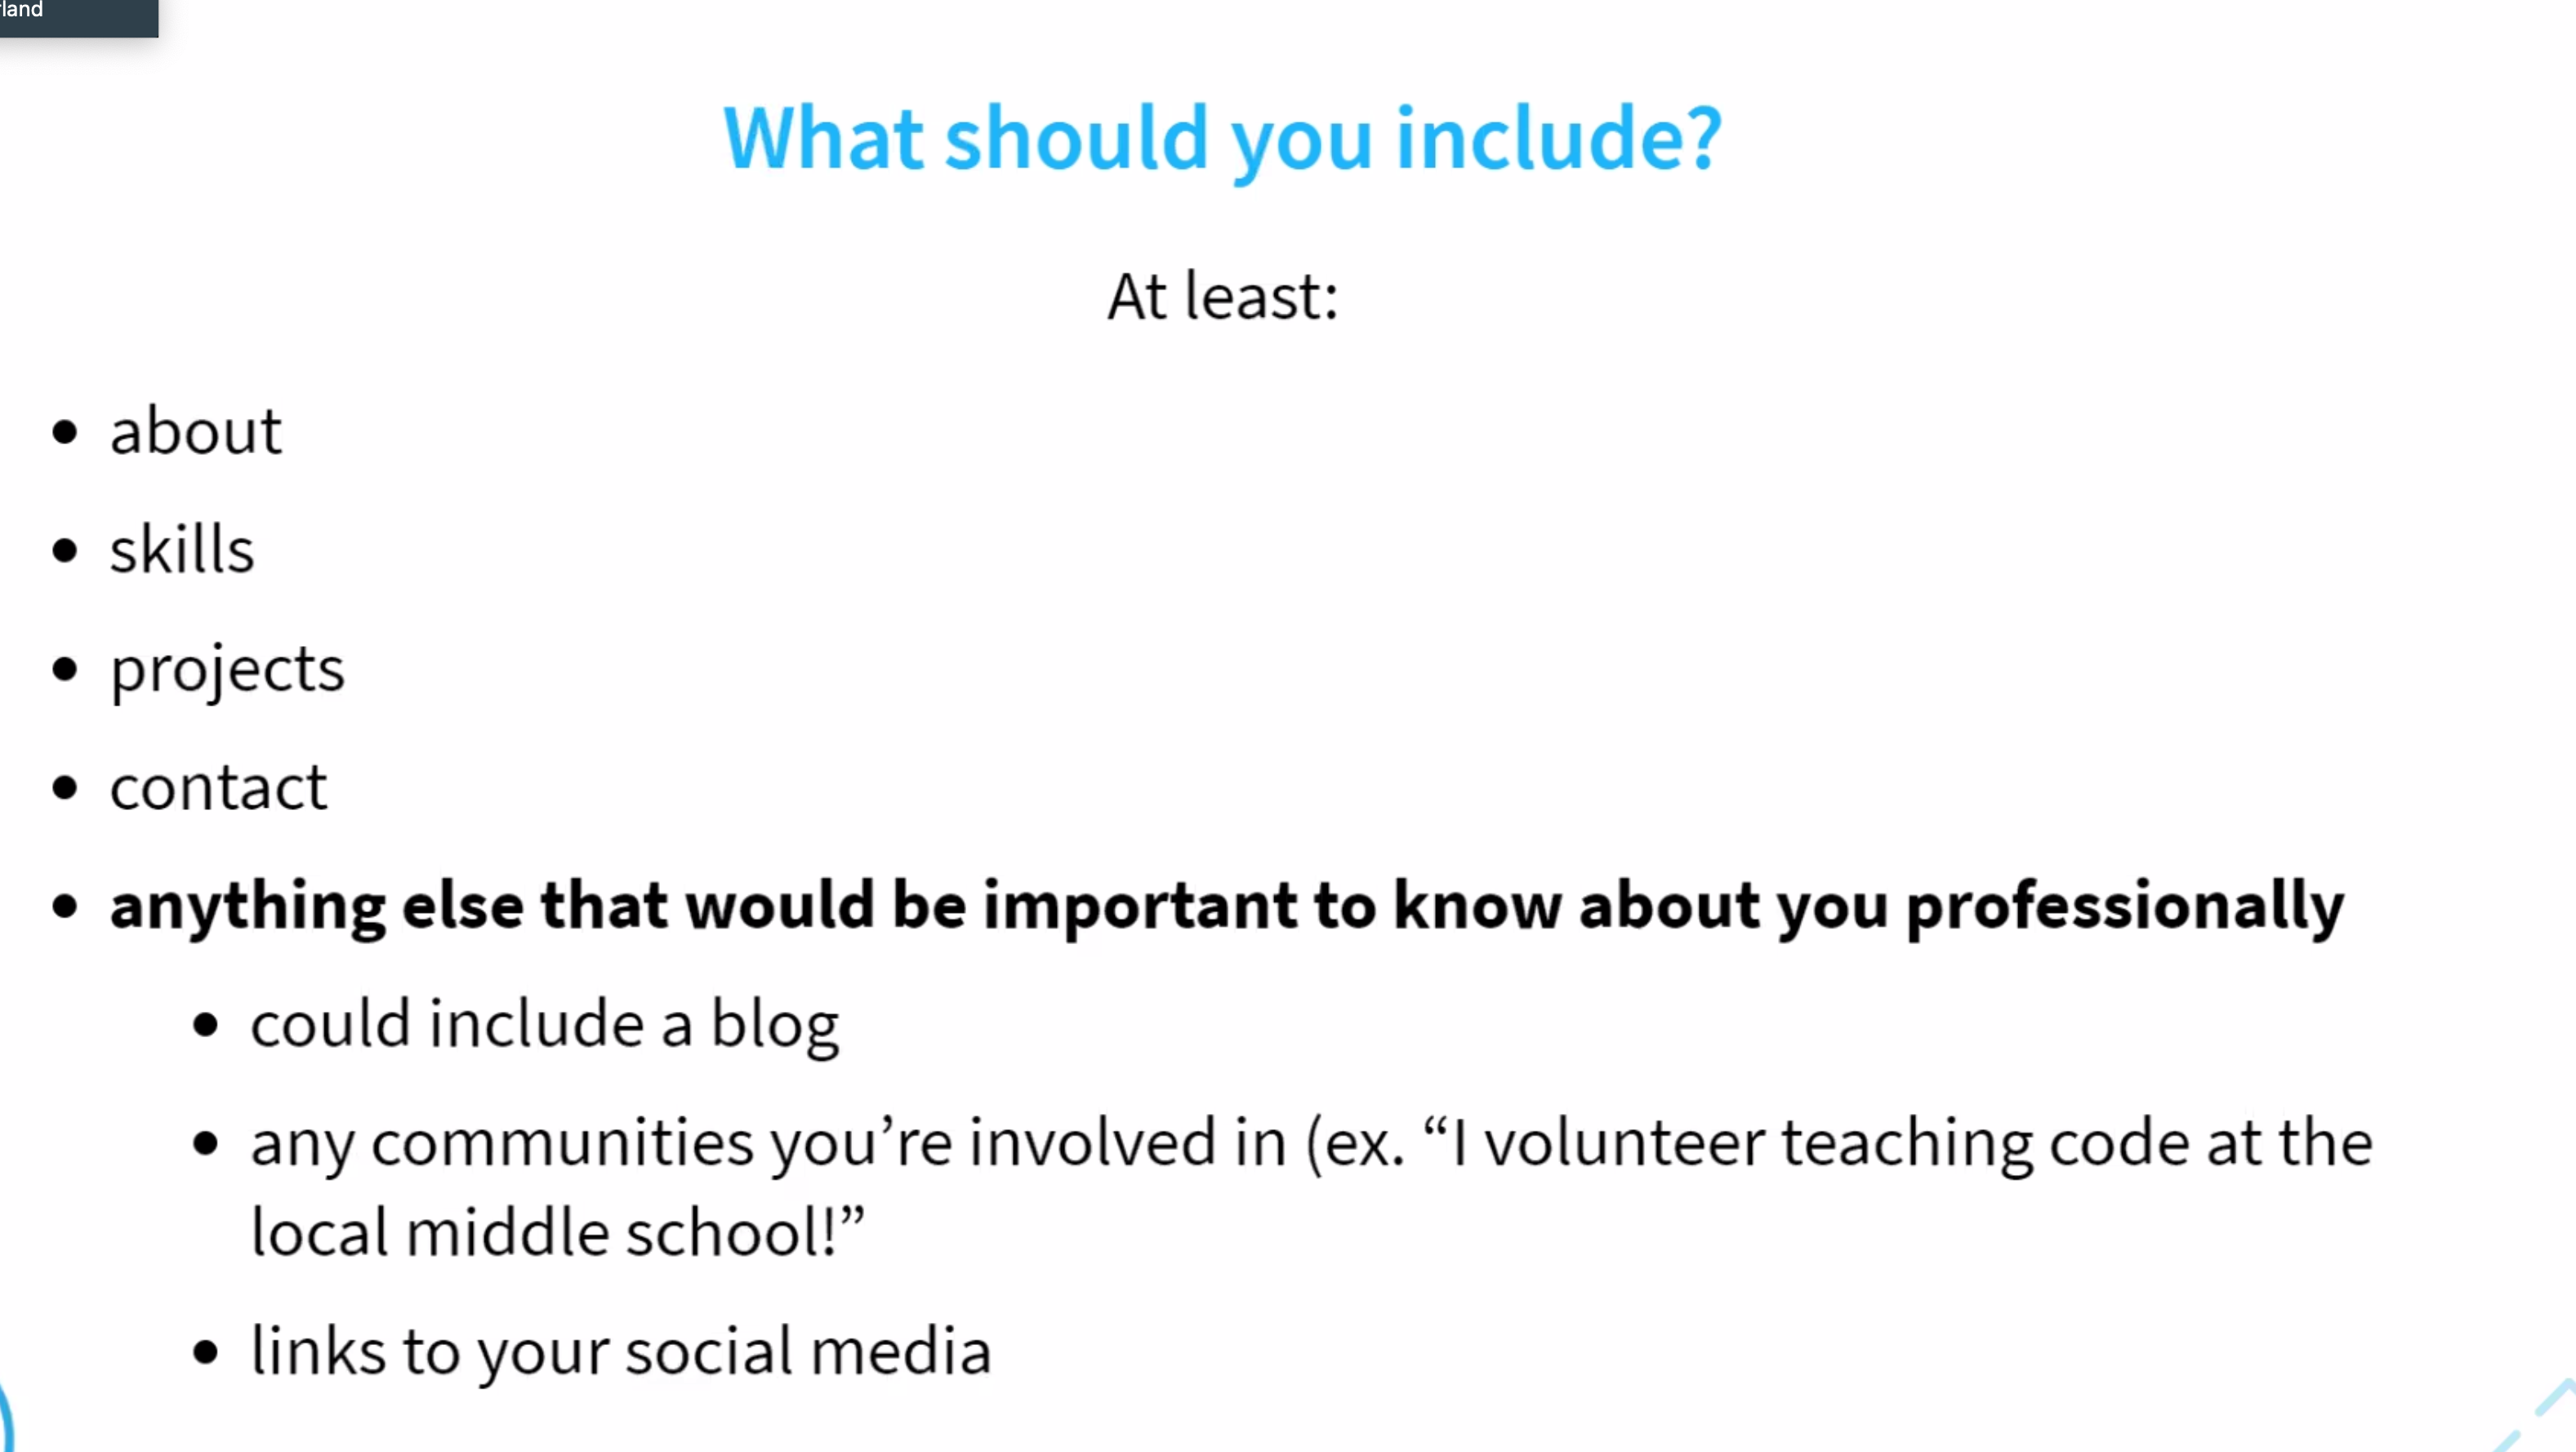 rland
What should you include?
At least:
• about
• skills
• projects
• contact
• anything else that would be important to know about you professionally
• could include a blog
• any communities you’re involved in (ex. “I volunteer teaching code at the
local middle school!”
• links to your social media